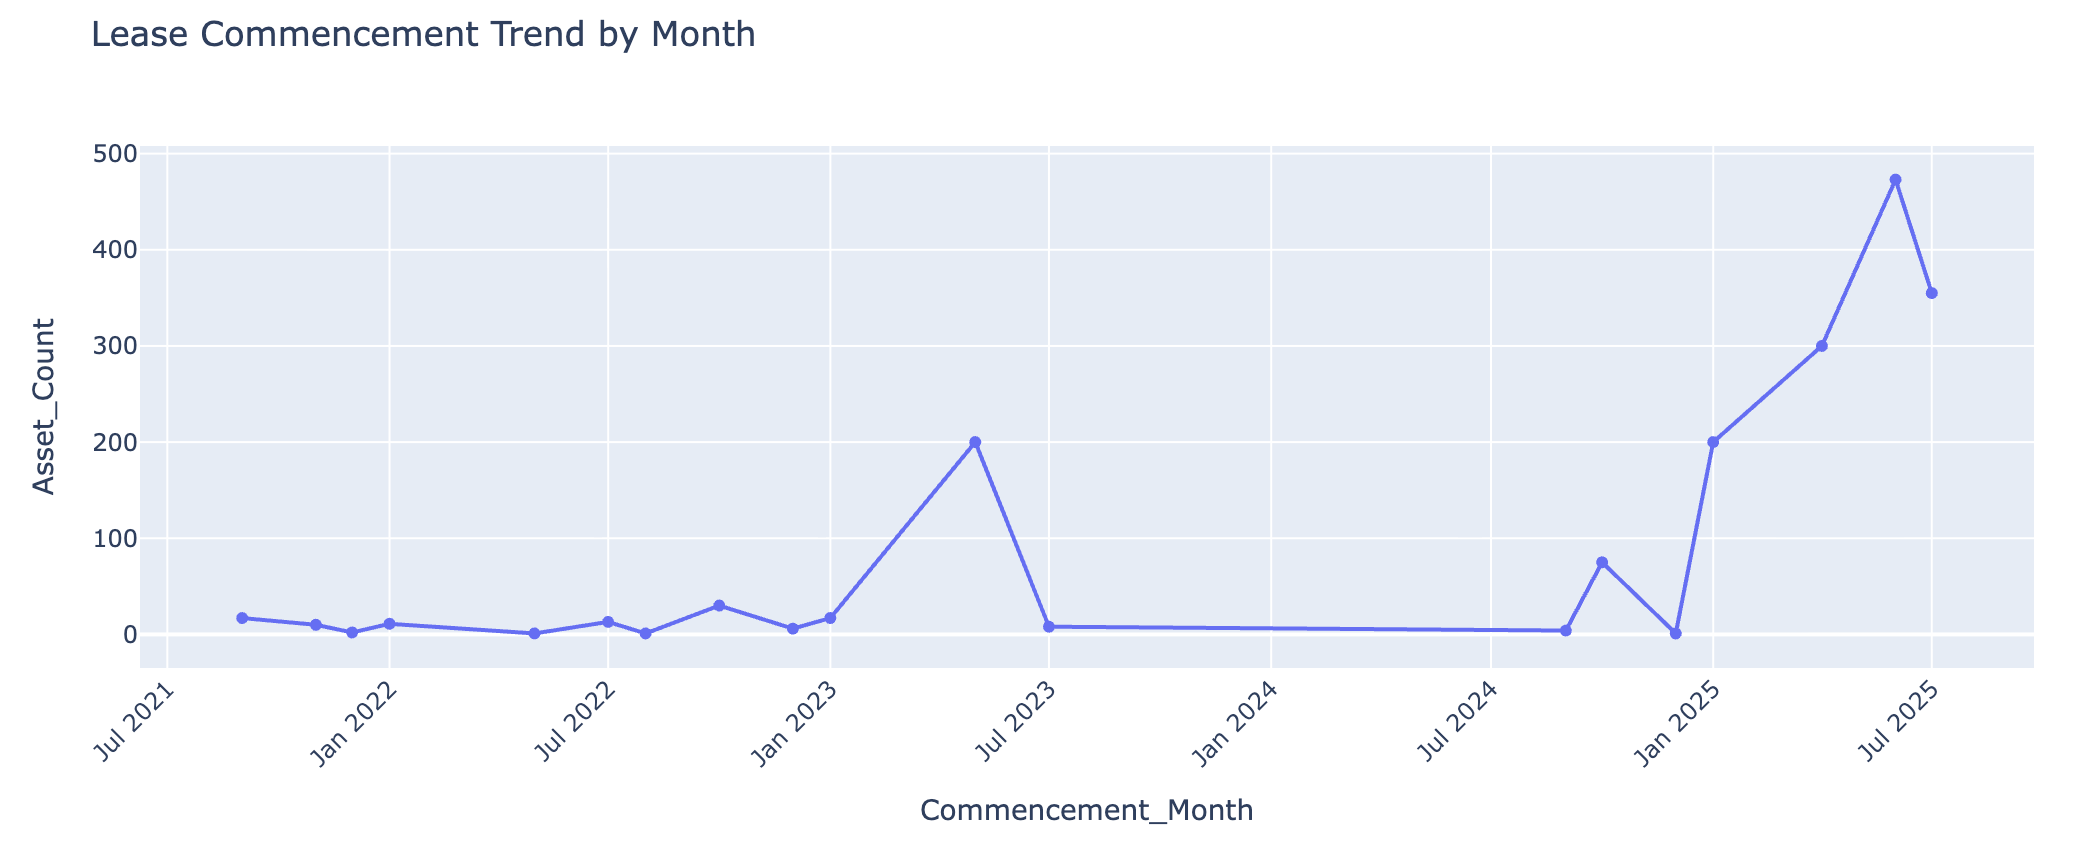 Lease Commencement Trend by Month
500
400
300
200
100
0
Asset_Count
Jul 2021
Jan 2022
Jul 2022
Jan 2023
Jul 2023
Jan 2024
Jul 2024
Jan 2025
Jul 2025
Commencement_Month